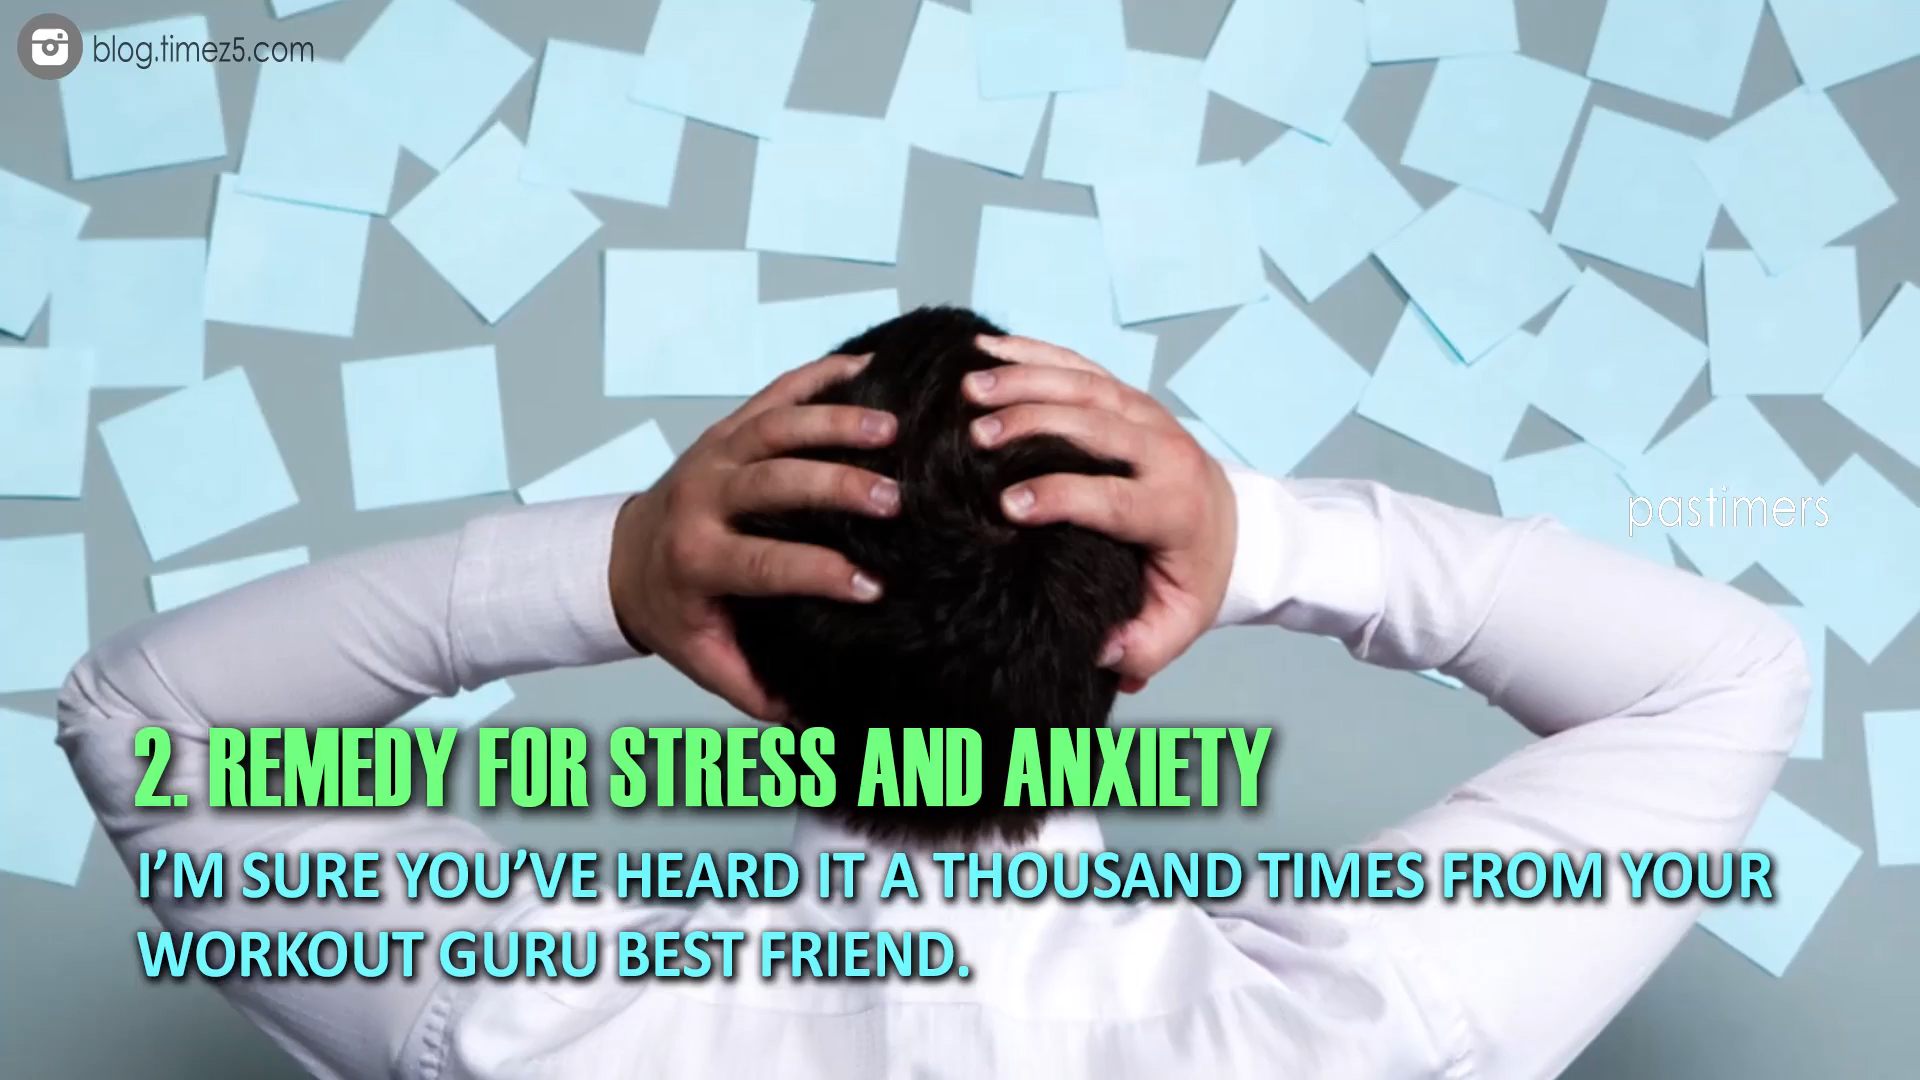 blog.timez5.com
pastimers
2. REMEDY FOR STRESS AND ANXIETY
I’M SURE YOU’VE HEARD IT A THOUSAND TIMES FROM YOUR
WORKOUT GURU BEST FRIEND.